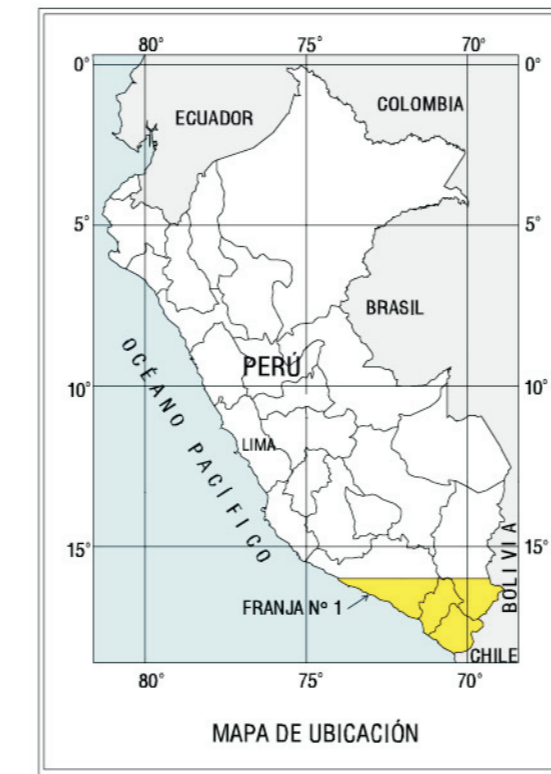 80° 75° 70°
0° 0°
COLOMBIA
ECUADOR
5° 5°
BRASIL
OCÉANO PACÍFICO
PERÚ
10° 10°
LIMA
BOLIVIA
15° 15°
FRANJA Nº 1
CHILE
80° 75° 70°
MAPA DE UBICACIÓN